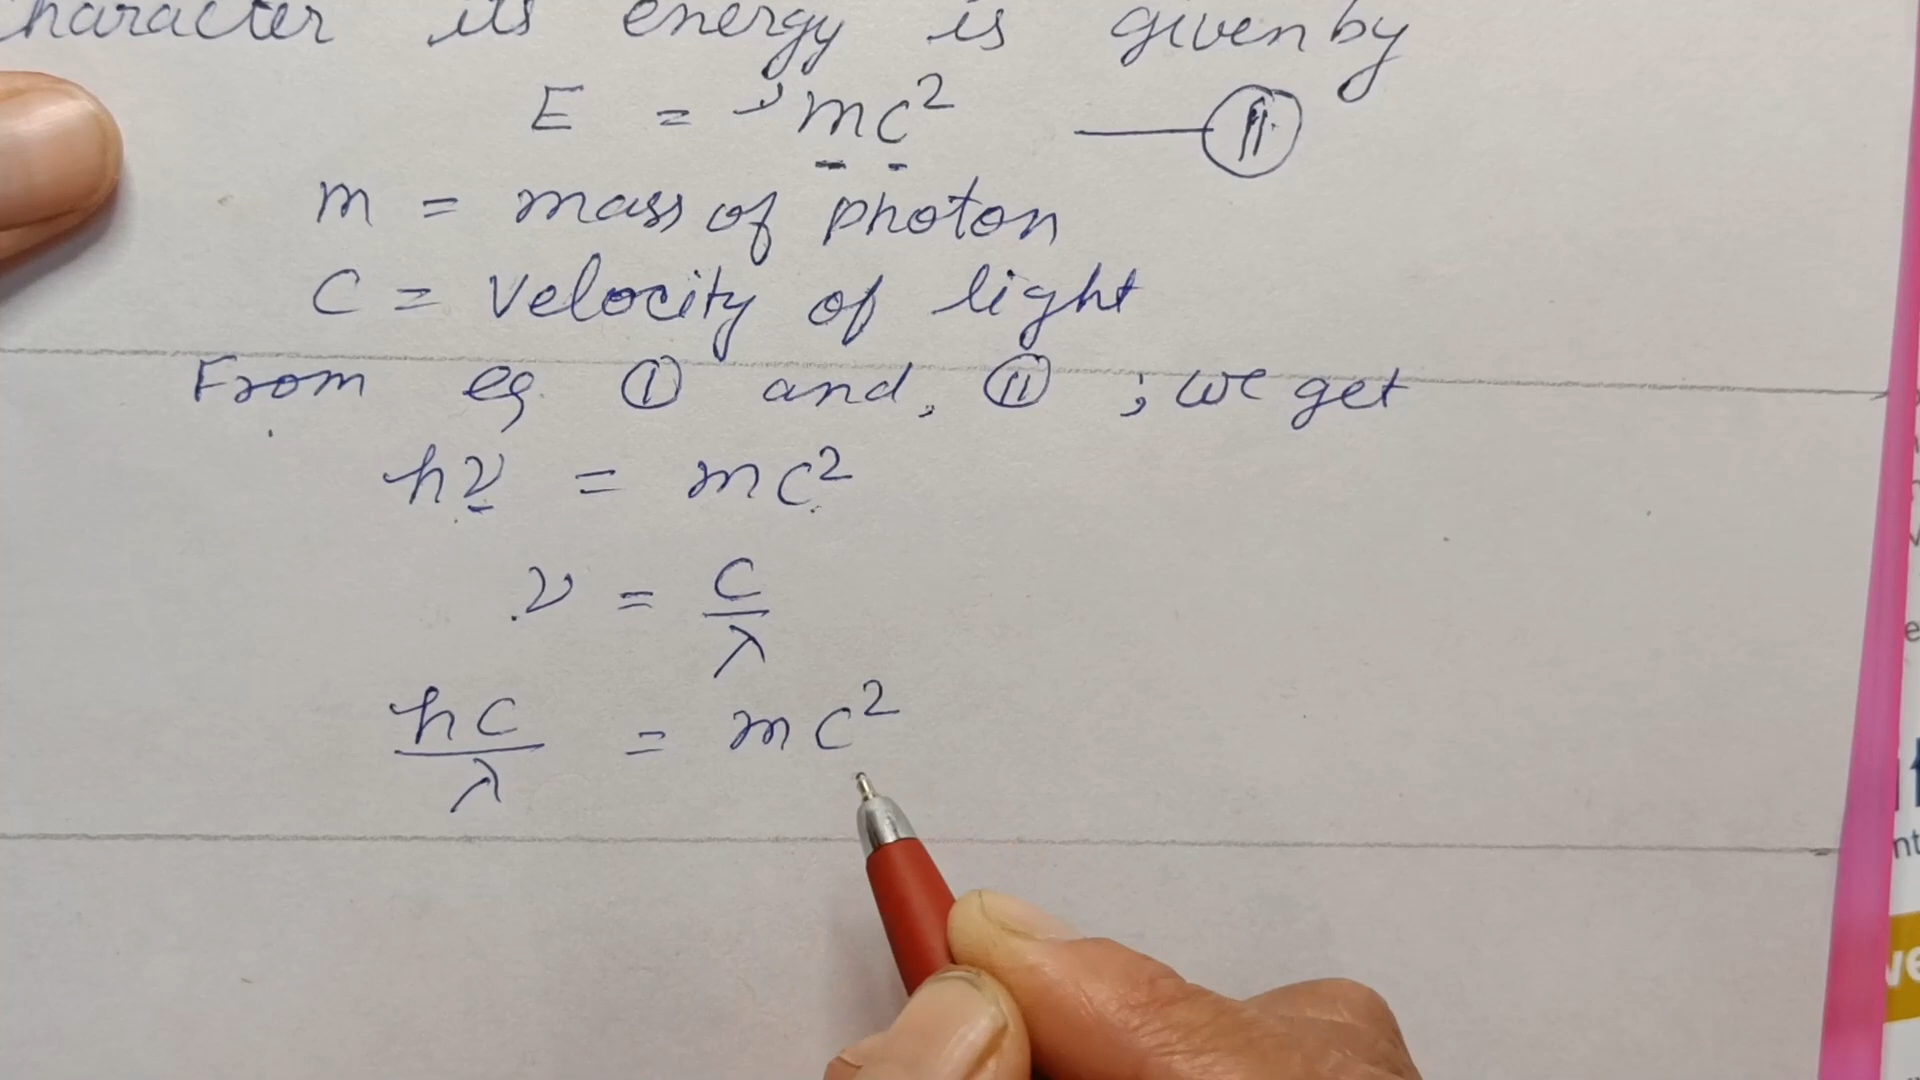 character its energy is given by
E = mc² — (II)
m = mass of photon
C = velocity of light
From eq (I) and, (II) ; we get
hν = mc²
ν = c/λ
hc/λ = mc²